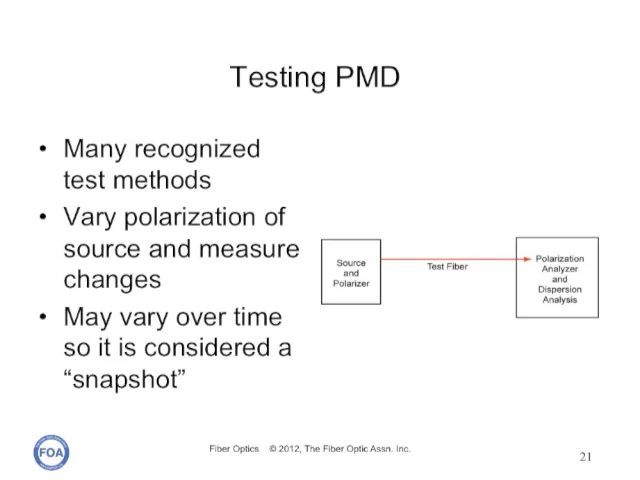 Testing PMD
• Many recognized
test methods
• Vary polarization of
source and measure
changes
• May vary over time
so it is considered a
“snapshot”
Source
and
Polarizer
Test Fiber
Polarization
Analyzer
and
Dispersion
Analysis
FOA
Fiber Optics © 2012, The Fiber Optic Assn. Inc.
21